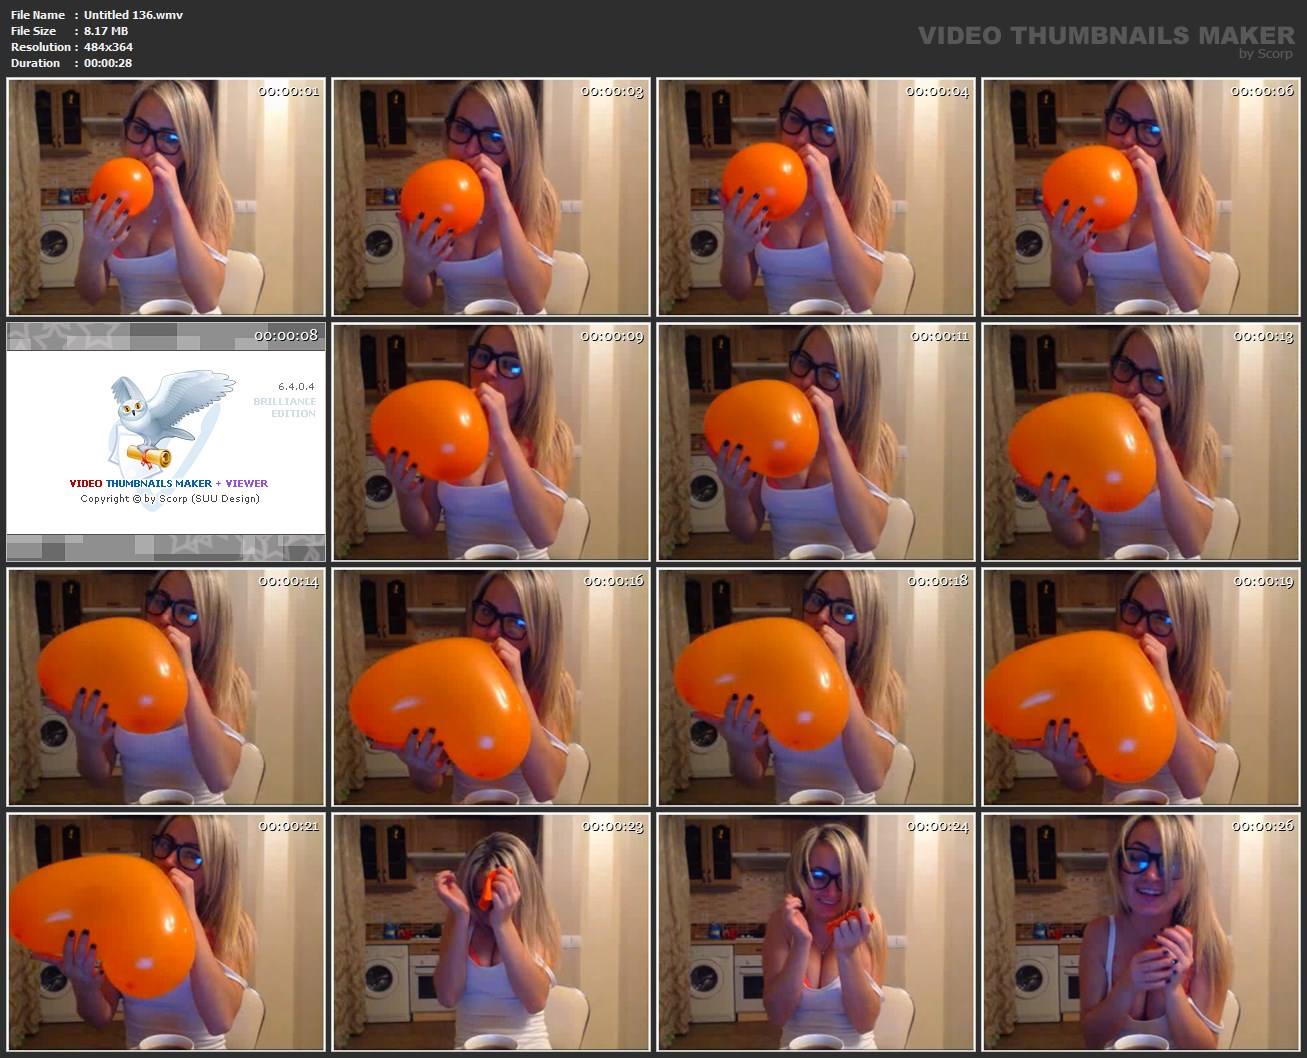 File Name : Untitled 136.wmv
File Size : 8.17 MB
Resolution : 484x364
Duration : 00:00:28
VIDEO THUMBNAILS MAKER
by Scorp
00:00:01
00:00:03
00:00:04
00:00:06
00:00:08
6.4.0.4
BRILLIANCE
EDITION
VIDEO THUMBNAILS MAKER + VIEWER
Copyright © by Scorp (SUU Design)
00:00:09
00:00:11
00:00:13
00:00:14
00:00:16
00:00:18
00:00:19
00:00:21
00:00:23
00:00:24
00:00:26